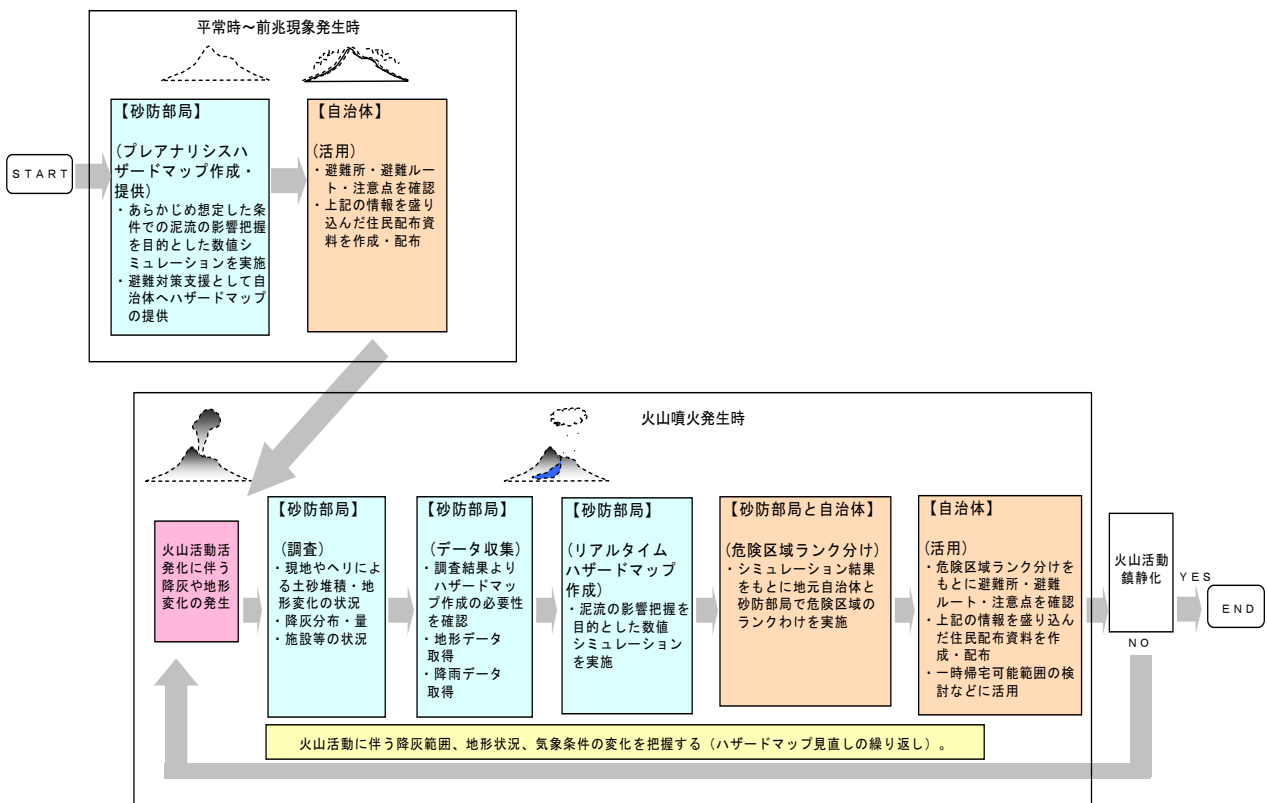 平常時～前兆現象発生時
START
【砂防部局】
(プレアナリシスハ
ザードマップ作成・
提供)
・あらかじめ想定した条
件での泥流の影響把握
を目的とした数値シ
ミュレーションを実施
・避難対策支援として自
治体へハザードマップ
の提供
【自治体】
(活用)
・避難所・避難ルー
ト・注意点を確認
・上記の情報を盛り
込んだ住民配布資
料を作成・配布
火山噴火発生時
火山活動活
発化に伴う
降灰や地形
変化の発生
【砂防部局】
(調査)
・現地やヘリによ
る土砂堆積・地
形変化の状況
・降灰分布・量
・施設等の状況
【砂防部局】
(データ収集)
・調査結果より
ハザードマッ
プ作成の必要性
を確認
・地形データ
取得
・降雨データ
取得
【砂防部局】
(リアルタイム
ハザードマップ
作成)
・泥流の影響把握を
目的とした数値
シミュレーション
を実施
【砂防部局と自治体】
(危険区域ランク分け)
・シミュレーション結果
をもとに地元自治体と
砂防部局で危険区域の
ランクわけを実施
【自治体】
(活用)
・危険区域ランク分けを
もとに避難所・避難
ルート・注意点を確認
・上記の情報を盛り込ん
だ住民配布資料を作
成・配布
・一時帰宅可能範囲の検
討などに活用
火山活動
鎮静化
YES
END
NO
火山活動に伴う降灰範囲、地形状況、気象条件の変化を把握する（ハザードマップ見直しの繰り返し）。